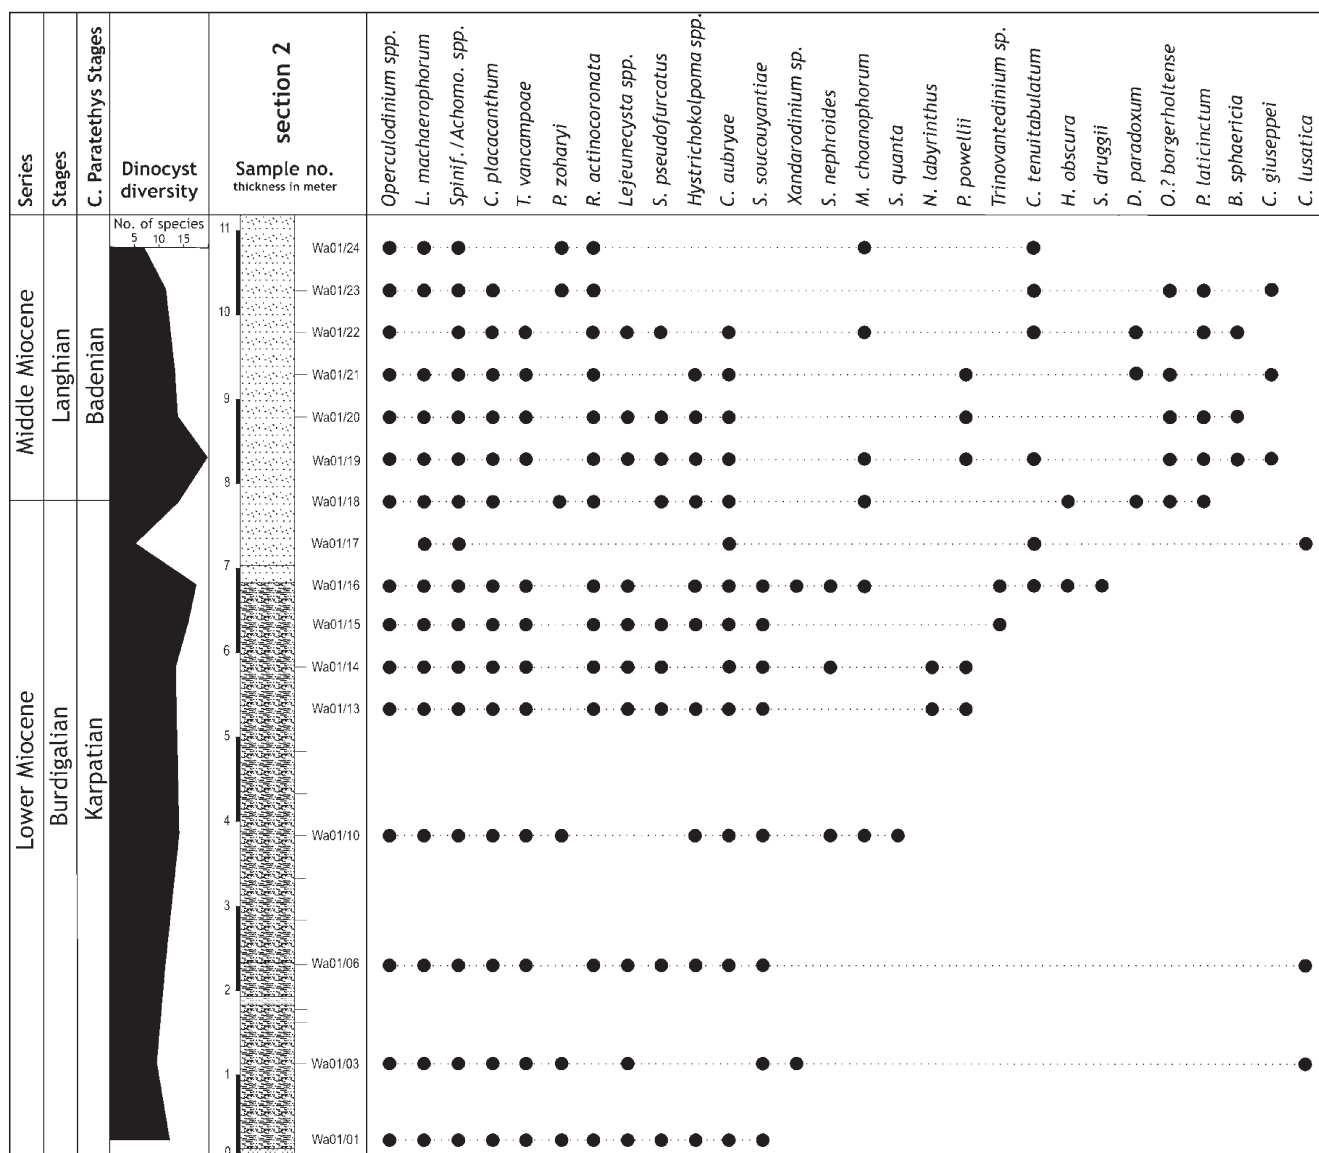 Series
Stages
C. Paratethys Stages
Dinocyst
diversity
section 2
Sample no.
thickness in meter
Operculodinium spp.
L. machaerophorum
Spinif. /Achomo. spp.
C. placacanthum
T. vancampoae
P. zoharyi
R. actinocoronata
Lejeunecysta spp.
S. pseudofurcatus
Hystrichokolpoma spp.
C. aubryae
S. soucouyantiae
Xandarodinium sp.
S. nephroides
M. choanophorum
S. quanta
N. labyrinthus
P. powellii
Trinovantedinium sp.
C. tenuitabulatum
H. obscura
S. druggii
D. paradoxum
O.? borgerholtense
P. laticinctum
B. sphaerica
C. giuseppei
C. lusatica
No. of species
5 10 15
Middle Miocene
Langhian
Badenian
Lower Miocene
Burdigalian
Karpatian
11
Wa01/24
Wa01/23
10
Wa01/22
Wa01/21
9
Wa01/20
Wa01/19
8
Wa01/18
Wa01/17
7
Wa01/16
Wa01/15
6
Wa01/14
Wa01/13
5
4
Wa01/10
3
Wa01/06
2
Wa01/03
1
Wa01/01
0